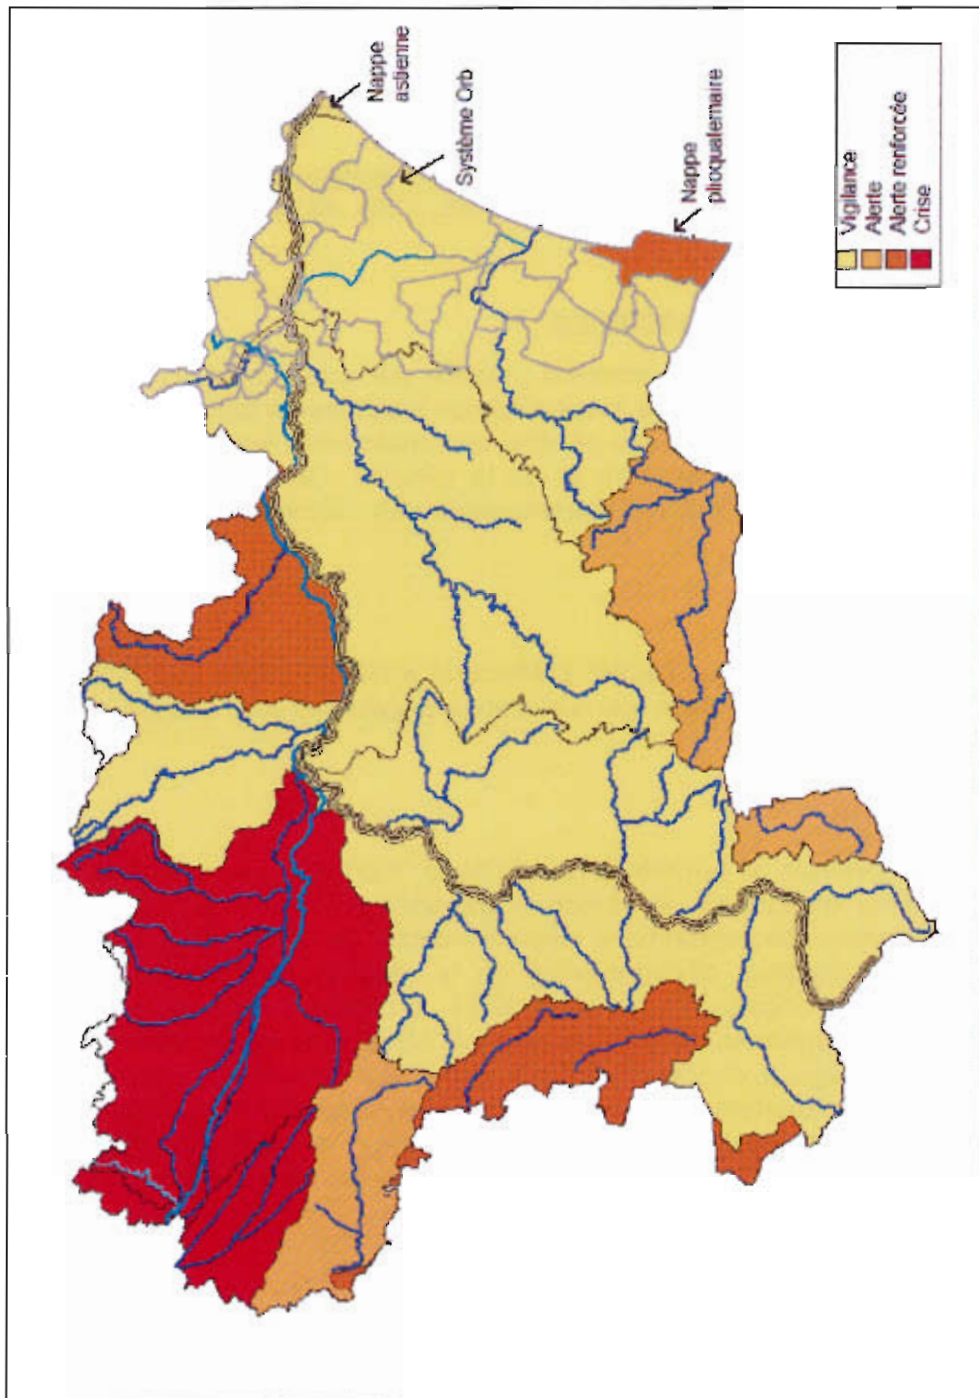 Nappe
astienne
Système Orb
Nappe
plioquaternaire
Vigilance
Alerte
Alerte renforcée
Crise